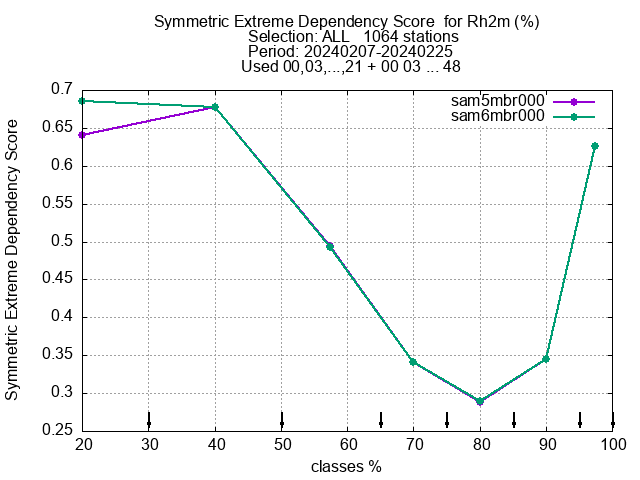 Symmetric Extreme Dependency Score  for Rh2m (%)
Selection: ALL   1064 stations
Period: 20240207-20240225
Used 00,03,...,21 + 00 03 ... 48
sam5mbr000
sam6mbr000
Symmetric Extreme Dependency Score
0.7
0.65
0.6
0.55
0.5
0.45
0.4
0.35
0.3
0.25
20 30 40 50 60 70 80 90 100
classes %